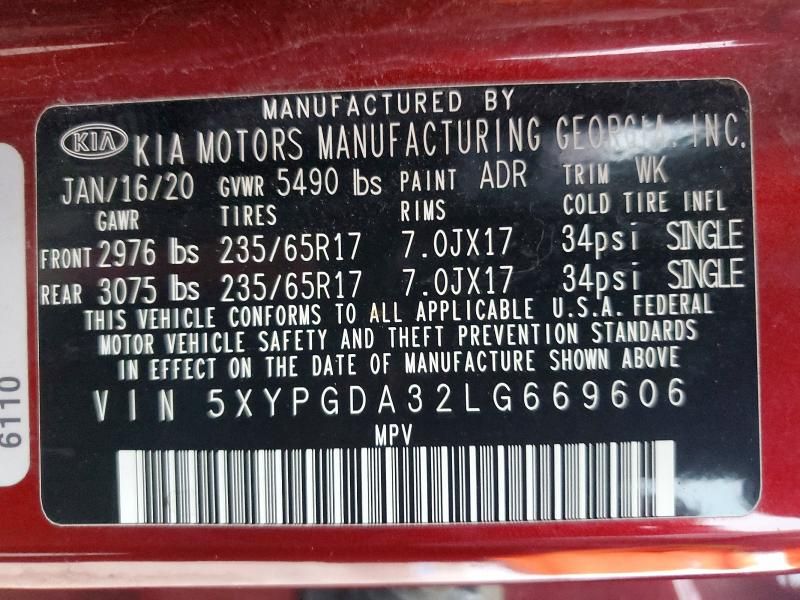 MANUFACTURED BY
KIA KIA MOTORS MANUFACTURING GEORGIA, INC.
JAN/16/20 GVWR 5490 lbs PAINT ADR TRIM WK
GAWR TIRES RIMS COLD TIRE INFL
FRONT 2976 lbs 235/65R17 7.0JX17 34psi SINGLE
REAR 3075 lbs 235/65R17 7.0JX17 34psi SINGLE
THIS VEHICLE CONFORMS TO ALL APPLICABLE U.S.A. FEDERAL
MOTOR VEHICLE SAFETY AND THEFT PREVENTION STANDARDS
IN EFFECT ON THE DATE OF MANUFACTURE SHOWN ABOVE
VIN 5XYPGDA32LG669606
MPV
6110